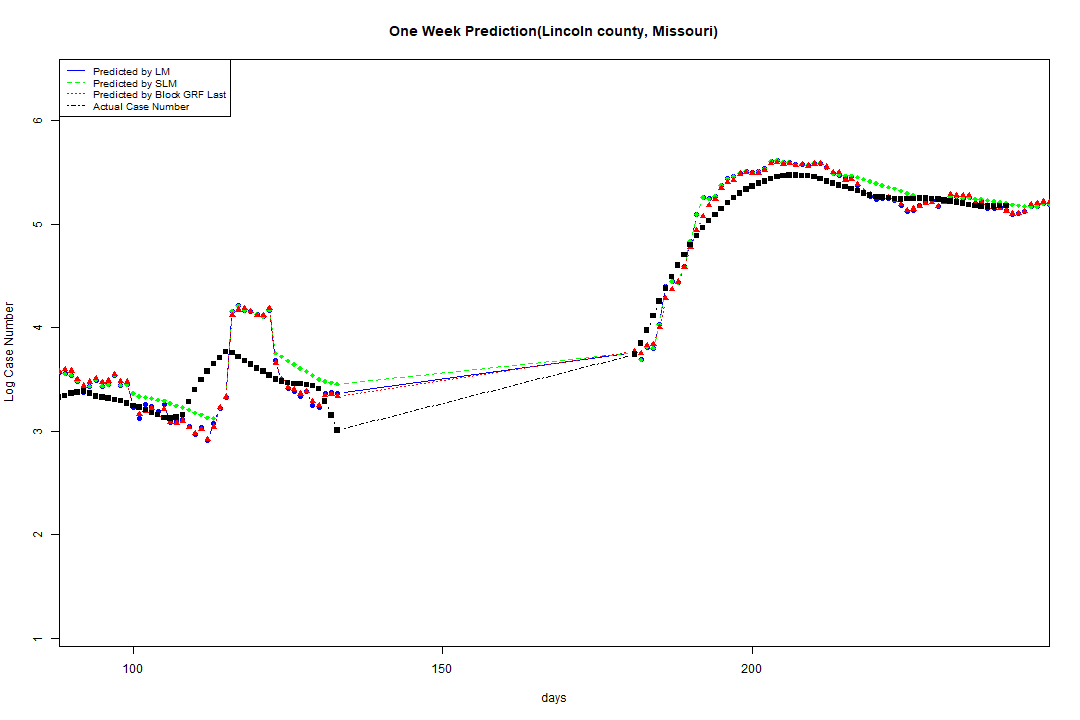 One Week Prediction(Lincoln county, Missouri)
Predicted by LM
Predicted by SLM
Predicted by Block GRF Last
Actual Case Number
6
5
4
3
2
1
Log Case Number
100 150 200
days